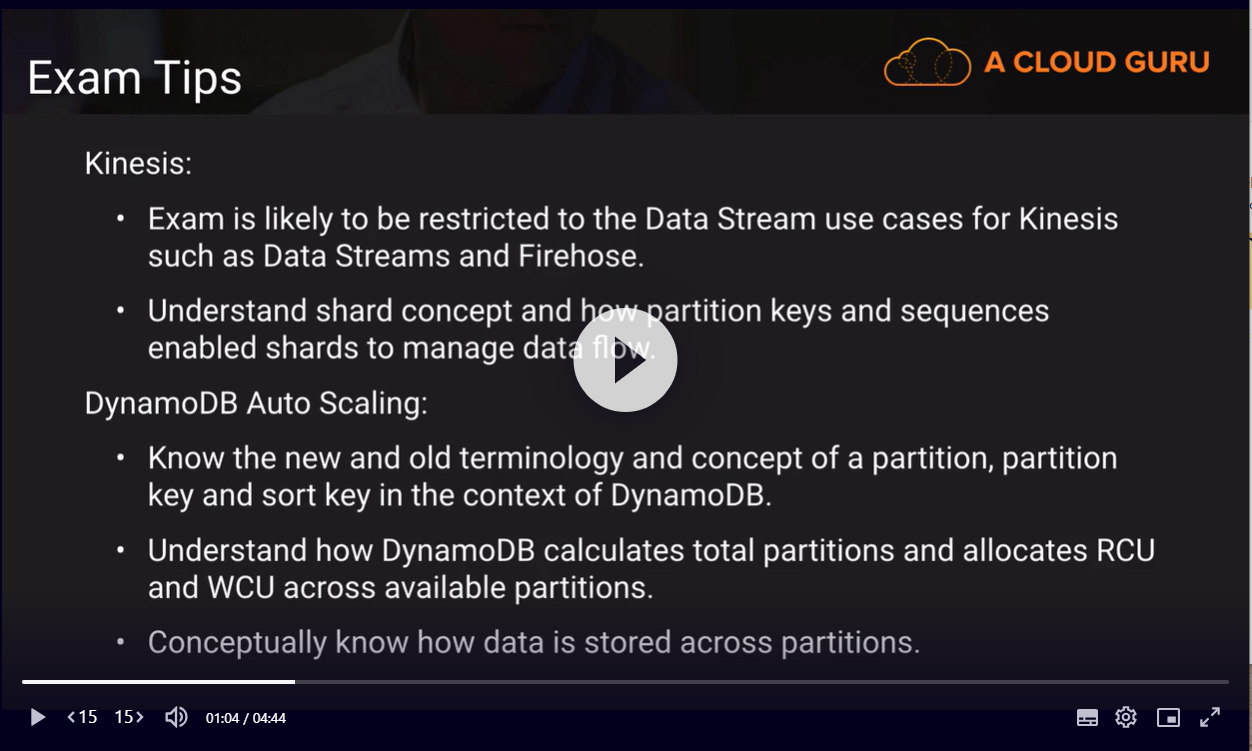 Exam Tips
A CLOUD GURU
Kinesis:
• Exam is likely to be restricted to the Data Stream use cases for Kinesis
such as Data Streams and Firehose.
• Understand shard concept and how partition keys and sequences
enabled shards to manage data flow.
DynamoDB Auto Scaling:
• Know the new and old terminology and concept of a partition, partition
key and sort key in the context of DynamoDB.
• Understand how DynamoDB calculates total partitions and allocates RCU
and WCU across available partitions.
• Conceptually know how data is stored across partitions.
<15 15> 01:04 / 04:44